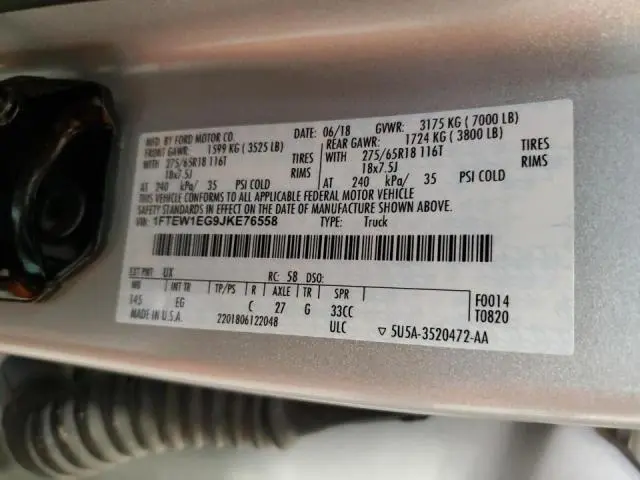 MFD. BY FORD MOTOR CO.
DATE: 06/18 GVWR: 3175 KG ( 7000 LB)
FRONT GAWR: 1599 KG ( 3525 LB)
REAR GAWR: 1724 KG ( 3800 LB)
WITH 275/65R18 116T TIRES
WITH 275/65R18 116T TIRES
18x7.5J RIMS
18x7.5J RIMS
AT 240 kPa/ 35 PSI COLD
AT 240 kPa/ 35 PSI COLD
THIS VEHICLE CONFORMS TO ALL APPLICABLE FEDERAL MOTOR VEHICLE
SAFETY STANDARDS IN EFFECT ON THE DATE OF MANUFACTURE SHOWN ABOVE.
VIN: 1FTEW1EG9JKE76558 TYPE: Truck
EXT PNT: UX RC: 58 DSO:
WB INT TR TP/PS R AXLE TR SPR
145 EG C 27 G 33CC
F0014
T0820
MADE IN U.S.A. 2201806122048 ULC 5U5A-3520472-AA